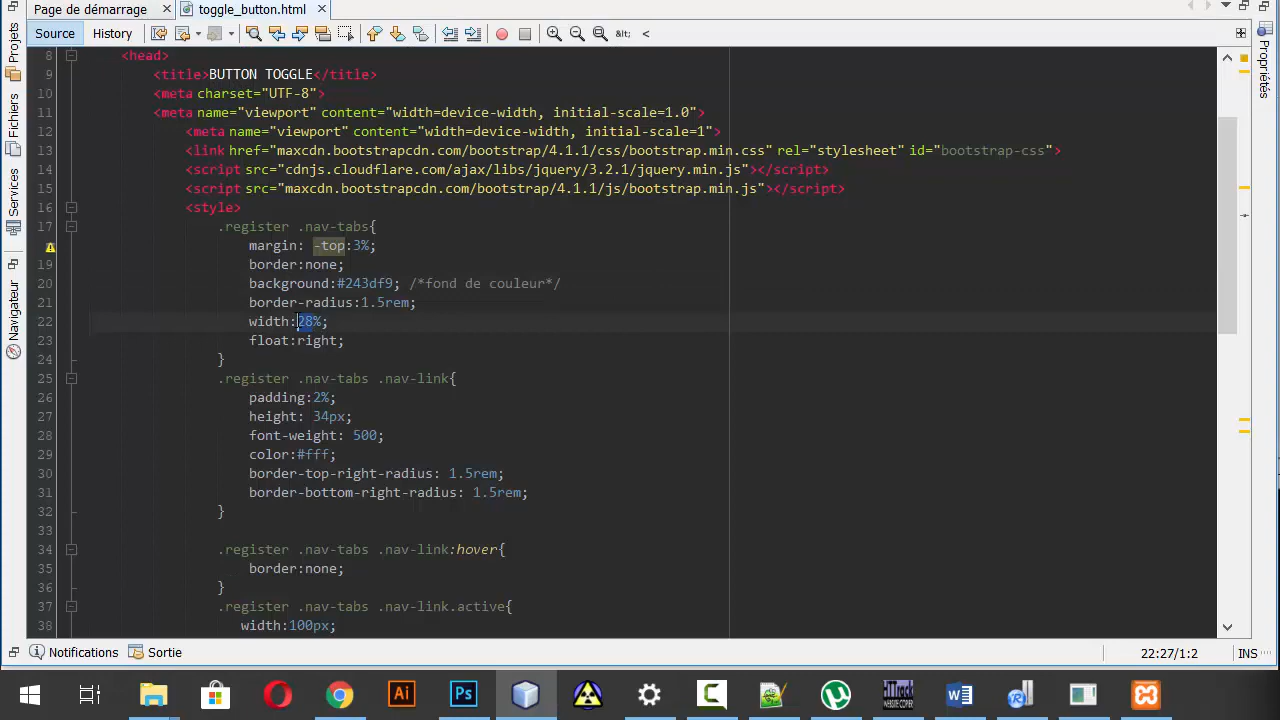 Page de démarrage × toggle_button.html ×
Source History &lt; <
Projets
Fichiers
Services
Navigateur
Propriétés
8 <head>
9 <title>BUTTON TOGGLE</title>
10 <meta charset="UTF-8">
11 <meta name="viewport" content="width=device-width, initial-scale=1.0">
12 <meta name="viewport" content="width=device-width, initial-scale=1">
13 <link href="maxcdn.bootstrapcdn.com/bootstrap/4.1.1/css/bootstrap.min.css" rel="stylesheet" id="bootstrap-css">
14 <script src="cdnjs.cloudflare.com/ajax/libs/jquery/3.2.1/jquery.min.js"></script>
15 <script src="maxcdn.bootstrapcdn.com/bootstrap/4.1.1/js/bootstrap.min.js"></script>
16 <style>
17 .register .nav-tabs{
margin: -top:3%;
19 border:none;
20 background:#243df9; /*fond de couleur*/
21 border-radius:1.5rem;
22 width:28%;
23 float:right;
24 }
25 .register .nav-tabs .nav-link{
26 padding:2%;
27 height: 34px;
28 font-weight: 500;
29 color:#fff;
30 border-top-right-radius: 1.5rem;
31 border-bottom-right-radius: 1.5rem;
32 }
33
34 .register .nav-tabs .nav-link:hover{
35 border:none;
36 }
37 .register .nav-tabs .nav-link.active{
38 width:100px;
Notifications Sortie 22:27/1:2 INS
Ai Ps HTTrack WEBSITE COPIER